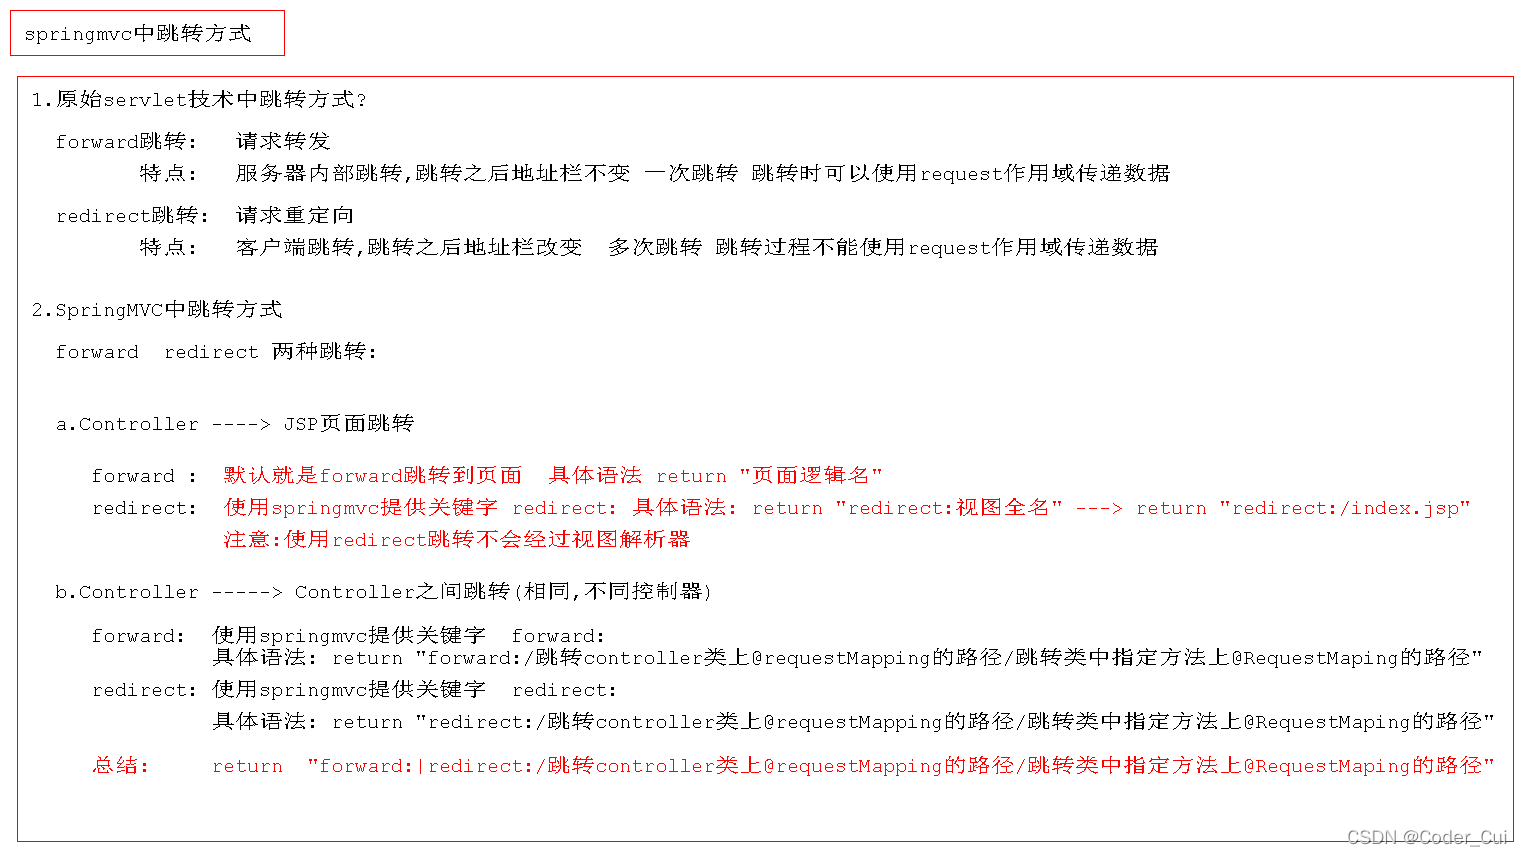 springmvc中跳转方式
1.原始servlet技术中跳转方式?
forward跳转: 请求转发
特点: 服务器内部跳转,跳转之后地址栏不变 一次跳转 跳转时可以使用request作用域传递数据
redirect跳转: 请求重定向
特点: 客户端跳转,跳转之后地址栏改变 多次跳转 跳转过程不能使用request作用域传递数据
2.SpringMVC中跳转方式
forward redirect 两种跳转:
a.Controller ----> JSP页面跳转
forward : 默认就是forward跳转到页面 具体语法 return "页面逻辑名"
redirect: 使用springmvc提供关键字 redirect: 具体语法: return "redirect:视图全名" ---> return "redirect:/index.jsp"
注意:使用redirect跳转不会经过视图解析器
b.Controller -----> Controller之间跳转(相同,不同控制器)
forward: 使用springmvc提供关键字 forward:
具体语法: return "forward:/跳转controller类上@requestMapping的路径/跳转类中指定方法上@RequestMaping的路径"
redirect: 使用springmvc提供关键字 redirect:
具体语法: return "redirect:/跳转controller类上@requestMapping的路径/跳转类中指定方法上@RequestMaping的路径"
总结: return "forward:|redirect:/跳转controller类上@requestMapping的路径/跳转类中指定方法上@RequestMaping的路径"
CSDN @Coder_Cui